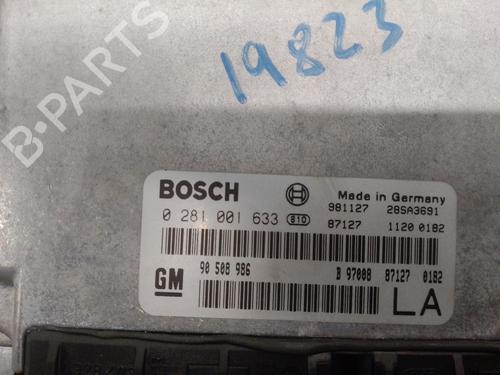 19823
B-PARTS
BOSCH
Made in Germany
0 281 001 633 810
981127 28SA3691
87127 1120 0182
GM
90 508 986
B 97008 87127 0182
LA